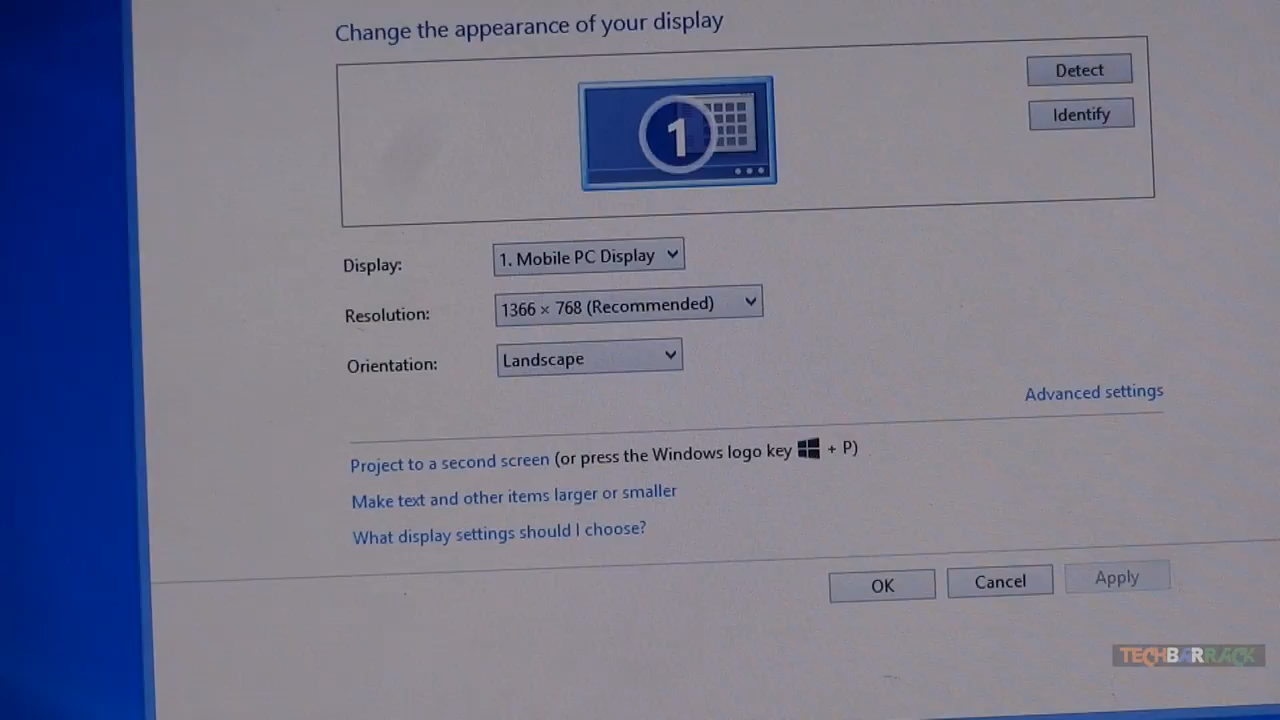 Change the appearance of your display
Detect
Identify
1
Display: 1. Mobile PC Display
Resolution: 1366 × 768 (Recommended)
Orientation: Landscape
Advanced settings
Project to a second screen (or press the Windows logo key + P)
Make text and other items larger or smaller
What display settings should I choose?
OK Cancel Apply
TECHBARRACK